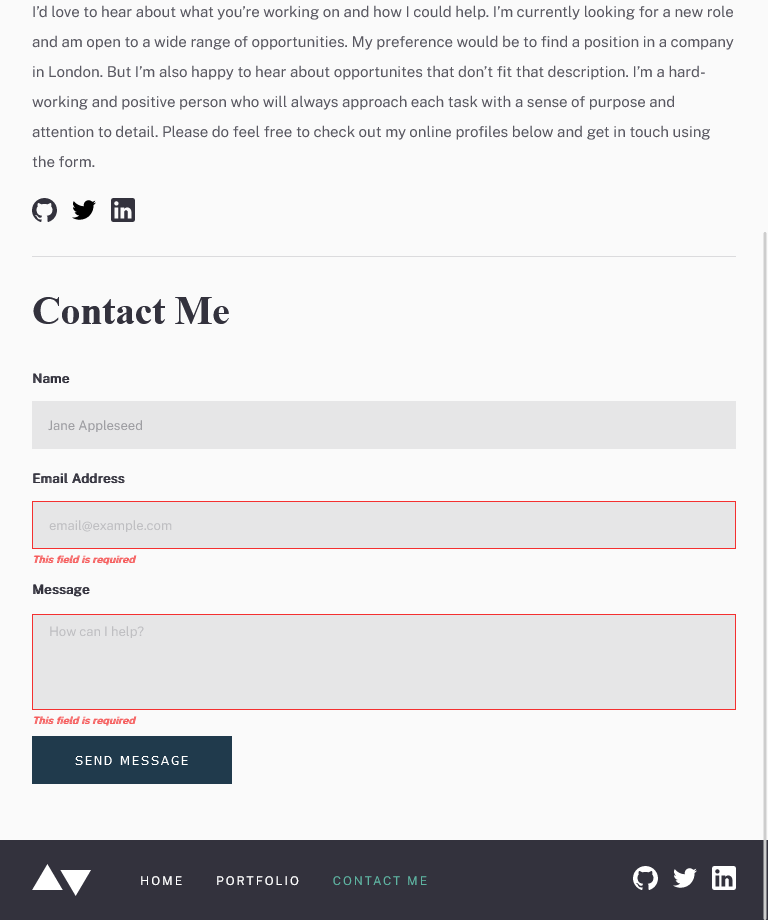 I’d love to hear about what you’re working on and how I could help. I’m currently looking for a new role
and am open to a wide range of opportunities. My preference would be to find a position in a company
in London. But I’m also happy to hear about opportunites that don’t fit that description. I’m a hard-
working and positive person who will always approach each task with a sense of purpose and
attention to detail. Please do feel free to check out my online profiles below and get in touch using
the form.
in
Contact Me
Name
Jane Appleseed
Email Address
email@example.com
This field is required
Message
How can I help?
This field is required
SEND MESSAGE
HOME PORTFOLIO CONTACT ME in